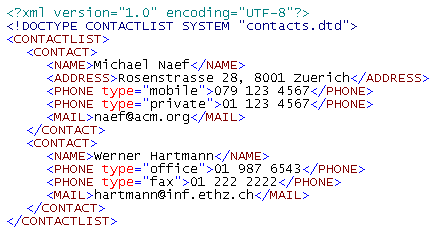 <?xml version="1.0" encoding="UTF-8"?>
<!DOCTYPE CONTACTLIST SYSTEM "contacts.dtd">
<CONTACTLIST>
<CONTACT>
<NAME>Michael Naef</NAME>
<ADDRESS>Rosenstrasse 28, 8001 Zuerich</ADDRESS>
<PHONE type="mobile">079 123 4567</PHONE>
<PHONE type="private">01 123 4567</PHONE>
<MAIL>naef@acm.org</MAIL>
</CONTACT>
<CONTACT>
<NAME>Werner Hartmann</NAME>
<PHONE type="office">01 987 6543</PHONE>
<PHONE type="fax">01 222 2222</PHONE>
<MAIL>hartmann@inf.ethz.ch</MAIL>
</CONTACT>
</CONTACTLIST>